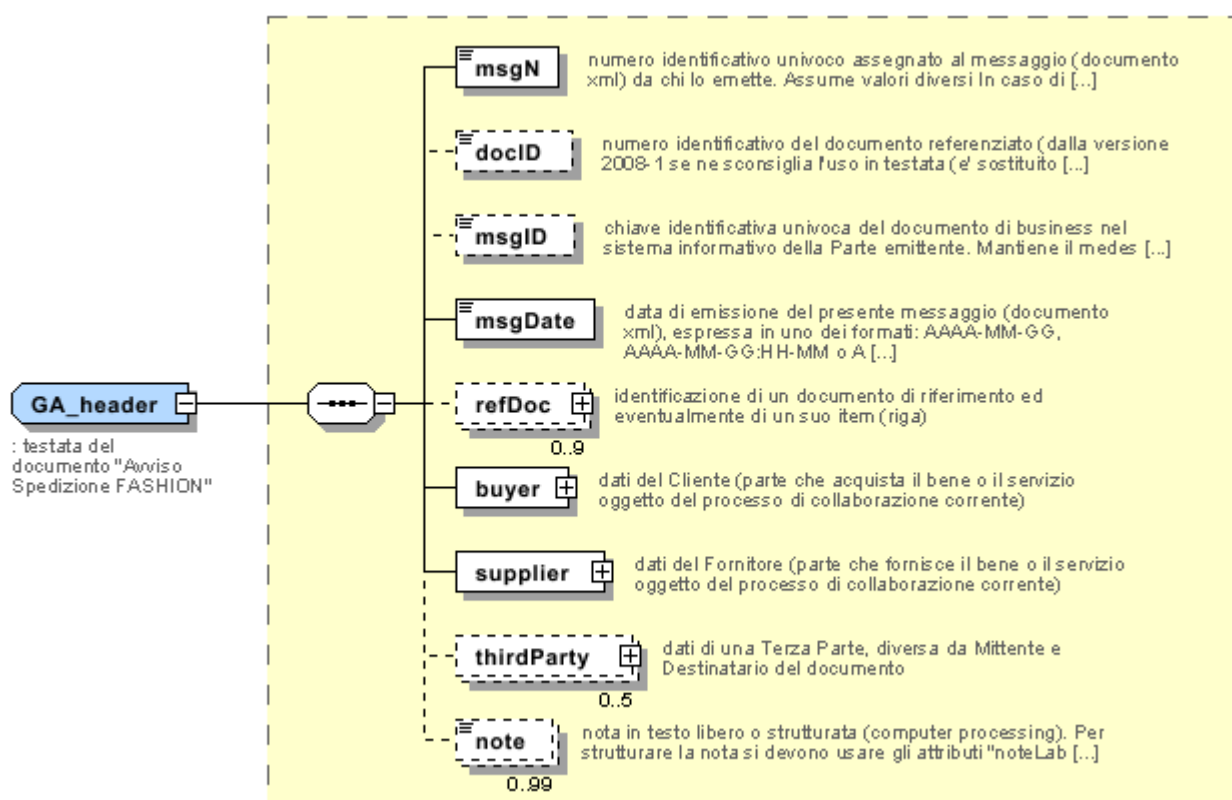 msgN
numero identificativo univoco assegnato al messaggio (documento
xml) da chi lo emette. Assume valori diversi In caso di [...]
docID
numero identificativo del documento referenziato (dalla versione
2008-1 se ne sconsiglia l'uso in testata (e' sostituito [...]
msgID
chiave identificativa univoca del documento di business nel
sistema informativo della Parte emittente. Mantiene il medes [...]
msgDate
data di emissione del presente messaggio (documento
xml), espressa in uno dei formati: AAAA-MM-GG,
AAAA-MM-GG:HH-MM o A [...]
GA_header
: testata del
documento "Avviso
Spedizione FASHION"
refDoc
0..9
identificazione di un documento di riferimento ed
eventualmente di un suo item (riga)
buyer
dati del Cliente (parte che acquista il bene o il servizio
oggetto del processo di collaborazione corrente)
supplier
dati del Fornitore (parte che fornisce il bene o il servizio
oggetto del processo di collaborazione corrente)
thirdParty
0..5
dati di una Terza Parte, diversa da Mittente e
Destinatario del documento
note
0..99
nota in testo libero o strutturata (computer processing). Per
strutturare la nota si devono usare gli attributi "noteLab [...]